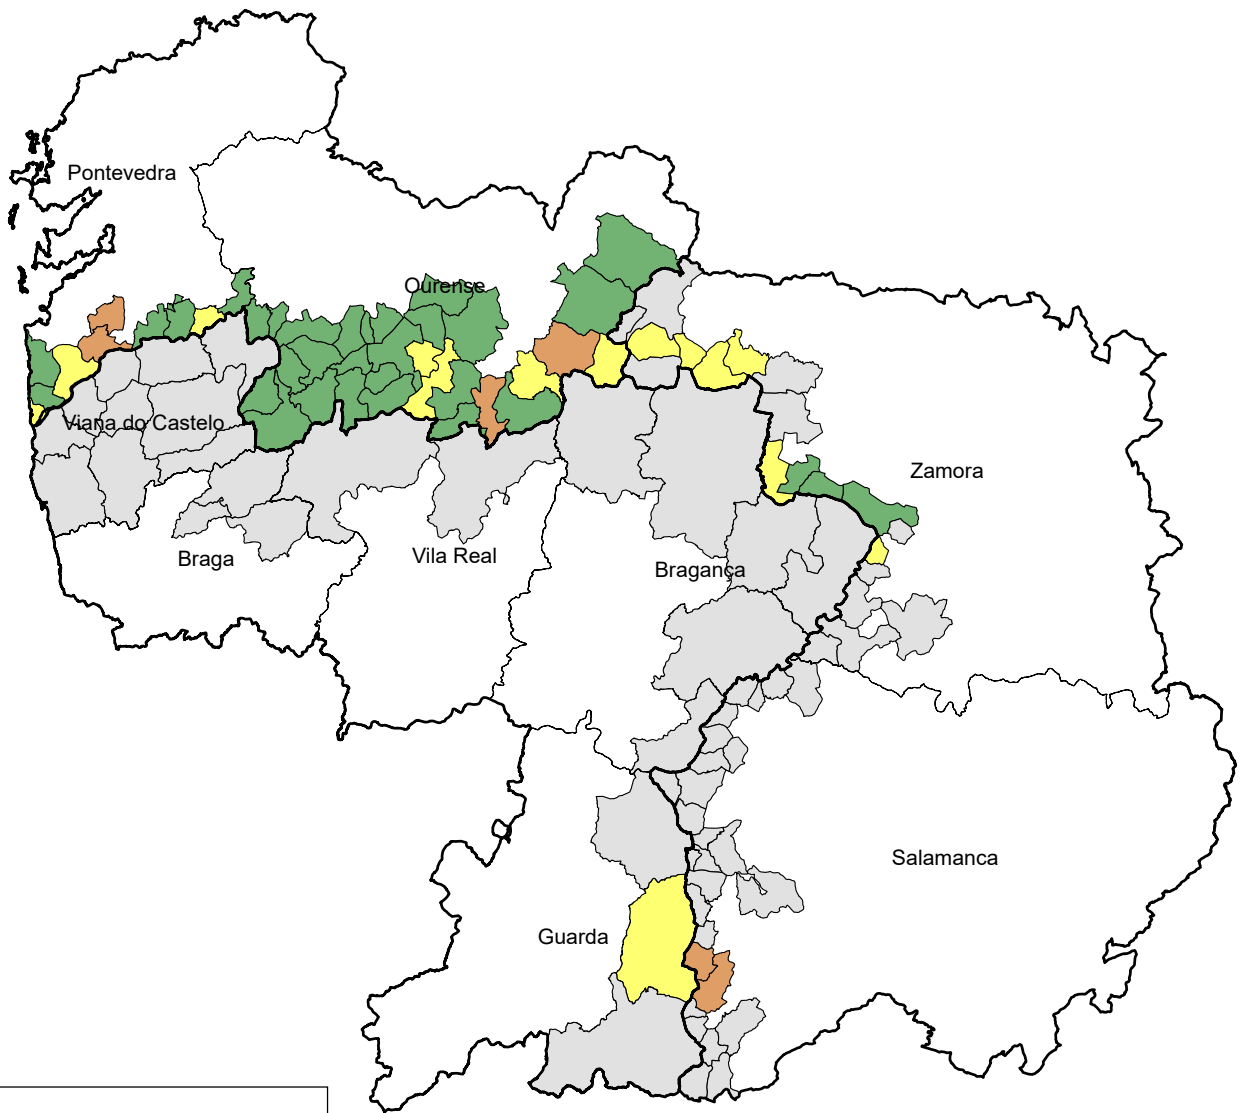 Pontevedra
Ourense
Viana do Castelo
Zamora
Braga
Vila Real
Bragança
Salamanca
Guarda